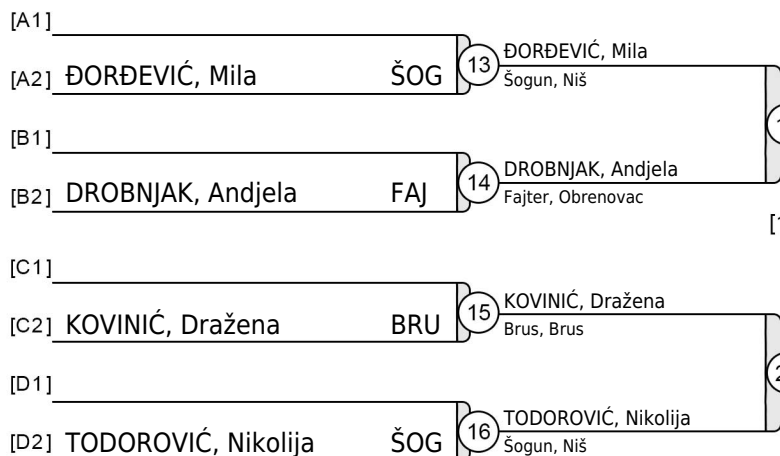 [A1]
[A2] ĐORĐEVIĆ, Mila ŠOG
13
ĐORĐEVIĆ, Mila
Šogun, Niš
[B1]
[B2] DROBNJAK, Andjela FAJ
14
DROBNJAK, Andjela
Fajter, Obrenovac
[C1]
[C2] KOVINIĆ, Dražena BRU
15
KOVINIĆ, Dražena
Brus, Brus
[D1]
[D2] TODOROVIĆ, Nikolija ŠOG
16
TODOROVIĆ, Nikolija
Šogun, Niš